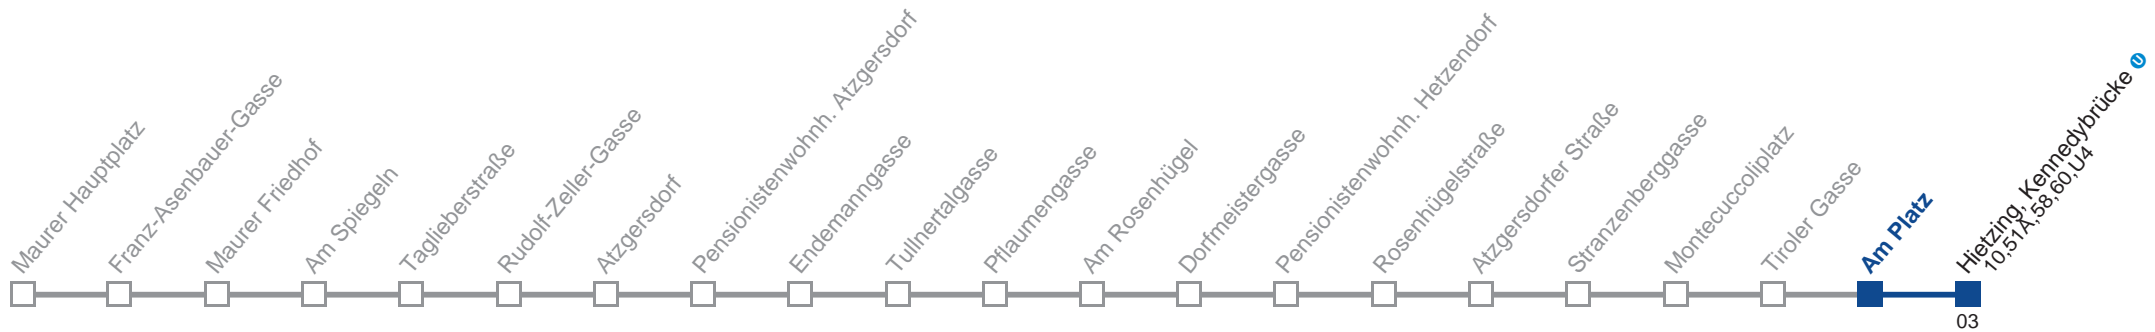 Maurer Hauptplatz
Franz-Asenbauer-Gasse
Maurer Friedhof
Am Spiegeln
Taglieberstraße
Rudolf-Zeller-Gasse
Atzgersdorf
Pensionistenwohnh. Atzgersdorf
Endemanngasse
Tullnertalgasse
Pflaumengasse
Am Rosenhügel
Dorfmeistergasse
Pensionistenwohnh. Hetzendorf
Rosenhügelstraße
Atzgersdorfer Straße
Stranzenberggasse
Montecuccoliplatz
Tiroler Gasse
Am Platz
Hietzing, Kennedybrücke U
10,51A,58,60,U4
03